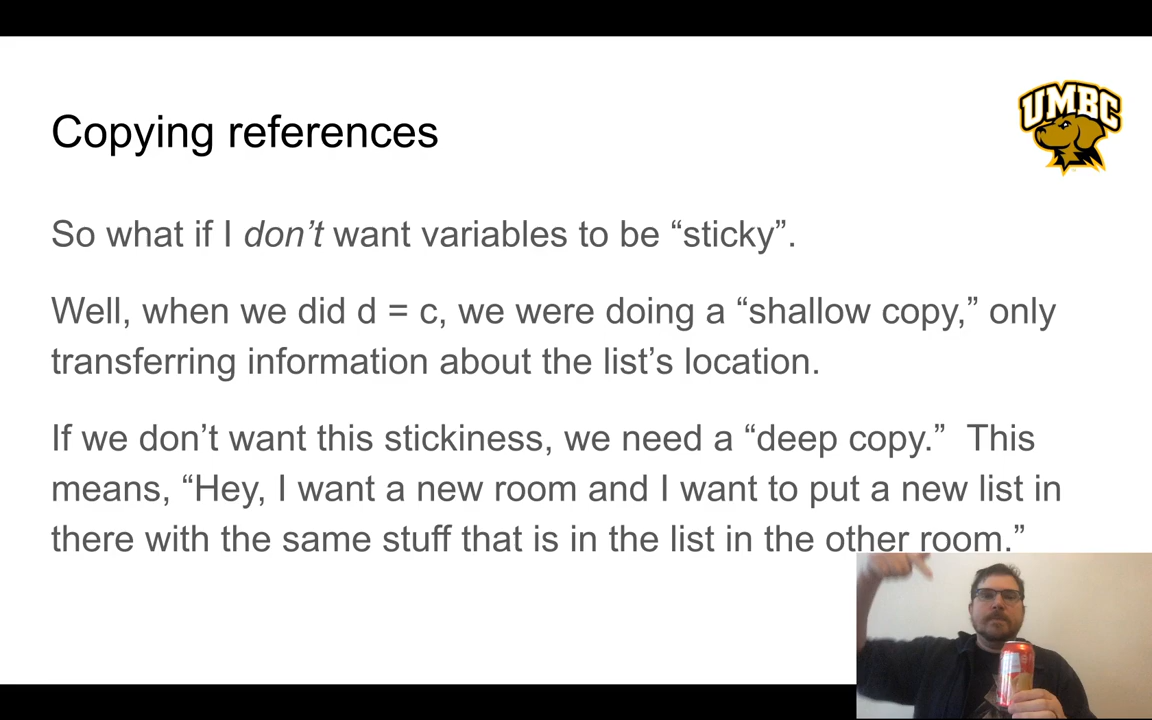 UMBC
Copying references
So what if I don’t want variables to be “sticky”.
Well, when we did d = c, we were doing a “shallow copy,” only
transferring information about the list’s location.
If we don’t want this stickiness, we need a “deep copy.”  This
means, “Hey, I want a new room and I want to put a new list in
there with the same stuff that is in the list in the other room.”